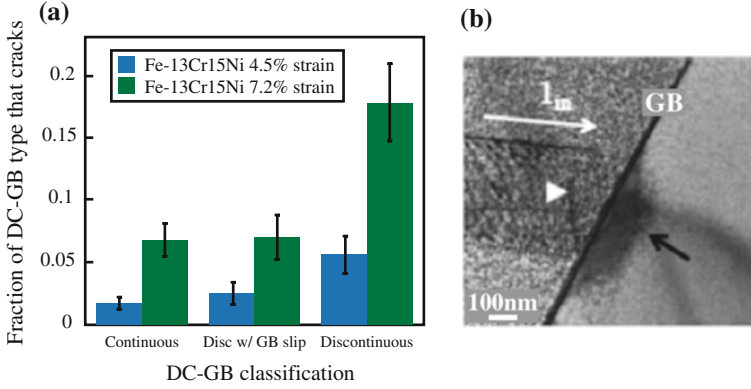 (a)
Fraction of DC-GB type that cracks
0.2
0.15
0.1
0.05
0
Fe-13Cr15Ni 4.5% strain
Fe-13Cr15Ni 7.2% strain
Continuous
Disc w/ GB slip
Discontinuous
DC-GB classification
(b)
1m
GB
100nm